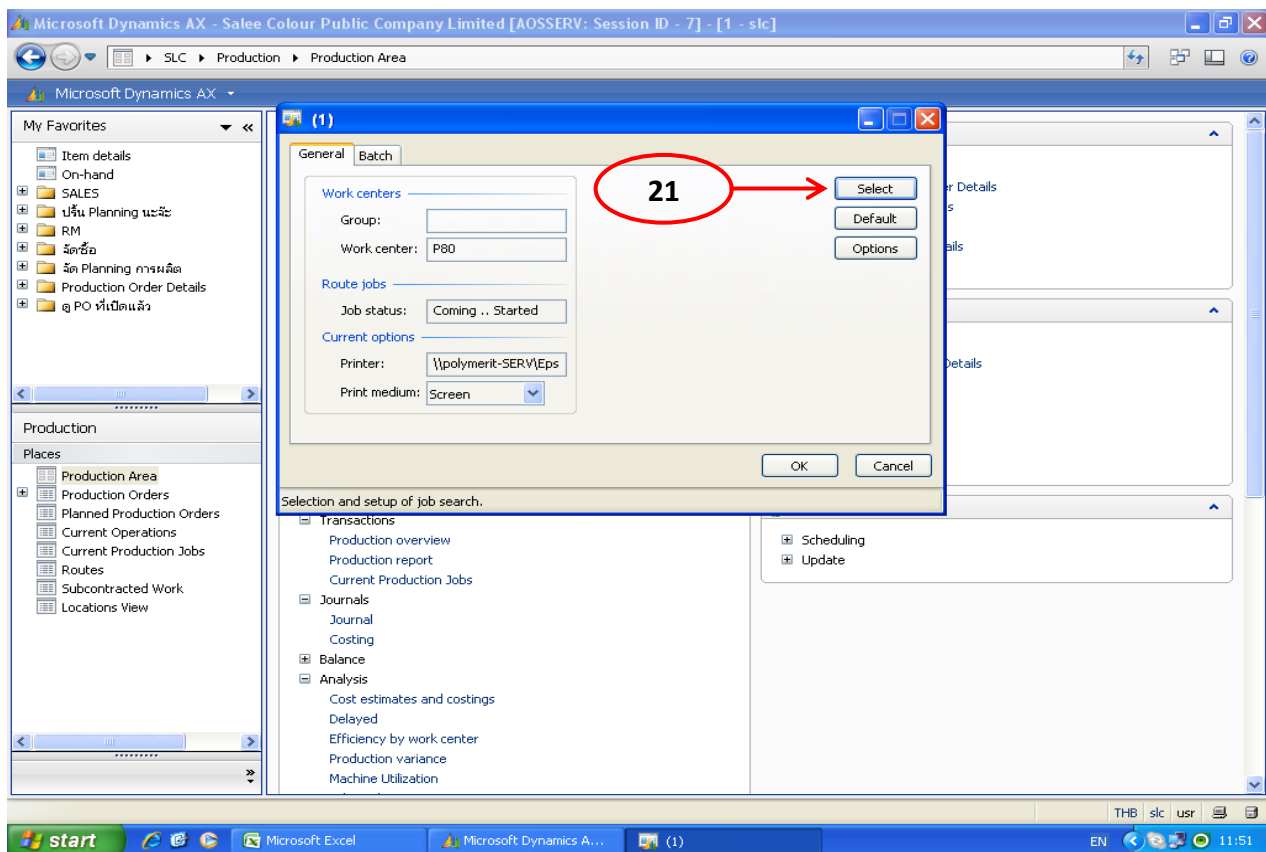 Microsoft Dynamics AX - Salee Colour Public Company Limited [AOSSERV: Session ID - 7] - [1 - slc]
SLC Production Production Area
Microsoft Dynamics AX
My Favorites
Item details
On-hand
SALES
ปริ้น Planning นะจ๊ะ
RM
จัดซื้อ
จัด Planning การผลิต
Production Order Details
ดู PO ที่เปิดแล้ว
Production
Places
Production Area
Production Orders
Planned Production Orders
Current Operations
Current Production Jobs
Routes
Subcontracted Work
Locations View
(1)
General Batch
Work centers
Group:
Work center: P80
Route jobs
Job status: Coming .. Started
Current options
Printer: \\polymerit-SERV\Eps
Print medium: Screen
21
Select
Default
Options
OK Cancel
Selection and setup of job search.
r Details
s
ails
Details
Transactions
Production overview
Production report
Current Production Jobs
Journals
Journal
Costing
Balance
Analysis
Cost estimates and costings
Delayed
Efficiency by work center
Production variance
Machine Utilization
Scheduling
Update
THB slc usr
start Microsoft Excel Microsoft Dynamics A... (1) EN 11:51